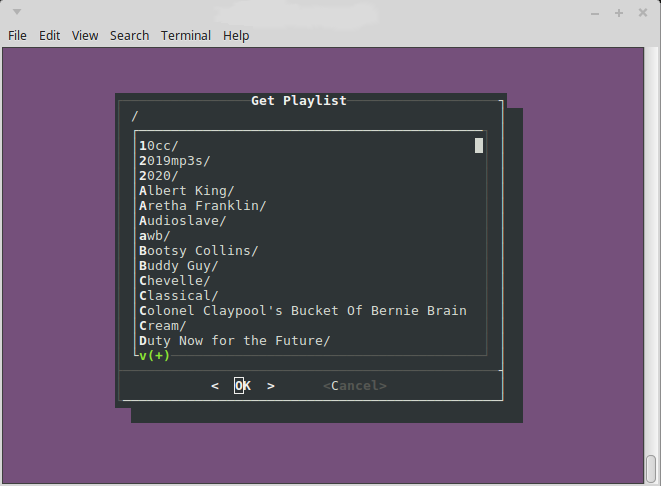 File Edit View Search Terminal Help
Get Playlist
/
10cc/
2019mp3s/
2020/
Albert King/
Aretha Franklin/
Audioslave/
awb/
Bootsy Collins/
Buddy Guy/
Chevelle/
Classical/
Colonel Claypool's Bucket Of Bernie Brain
Cream/
Duty Now for the Future/
v(+)
< OK > <Cancel>